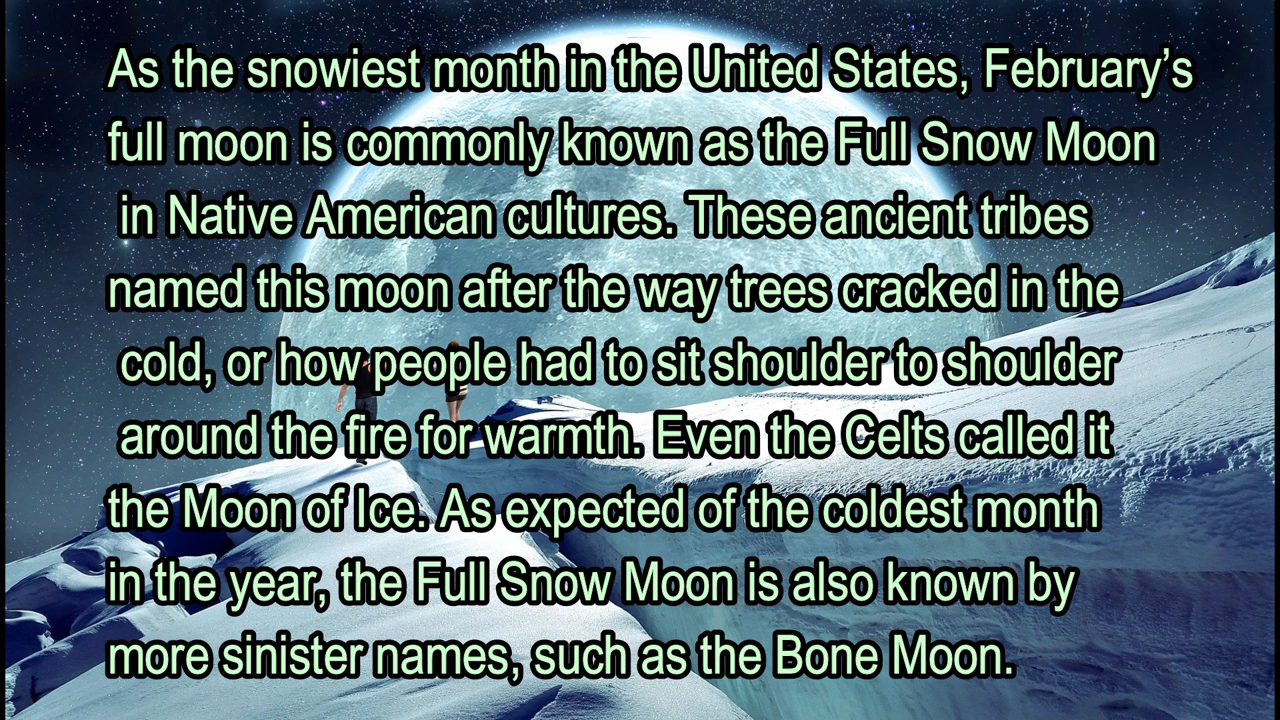 As the snowiest month in the United States, February’s
full moon is commonly known as the Full Snow Moon
in Native American cultures. These ancient tribes
named this moon after the way trees cracked in the
cold, or how people had to sit shoulder to shoulder
around the fire for warmth. Even the Celts called it
the Moon of Ice. As expected of the coldest month
in the year, the Full Snow Moon is also known by
more sinister names, such as the Bone Moon.